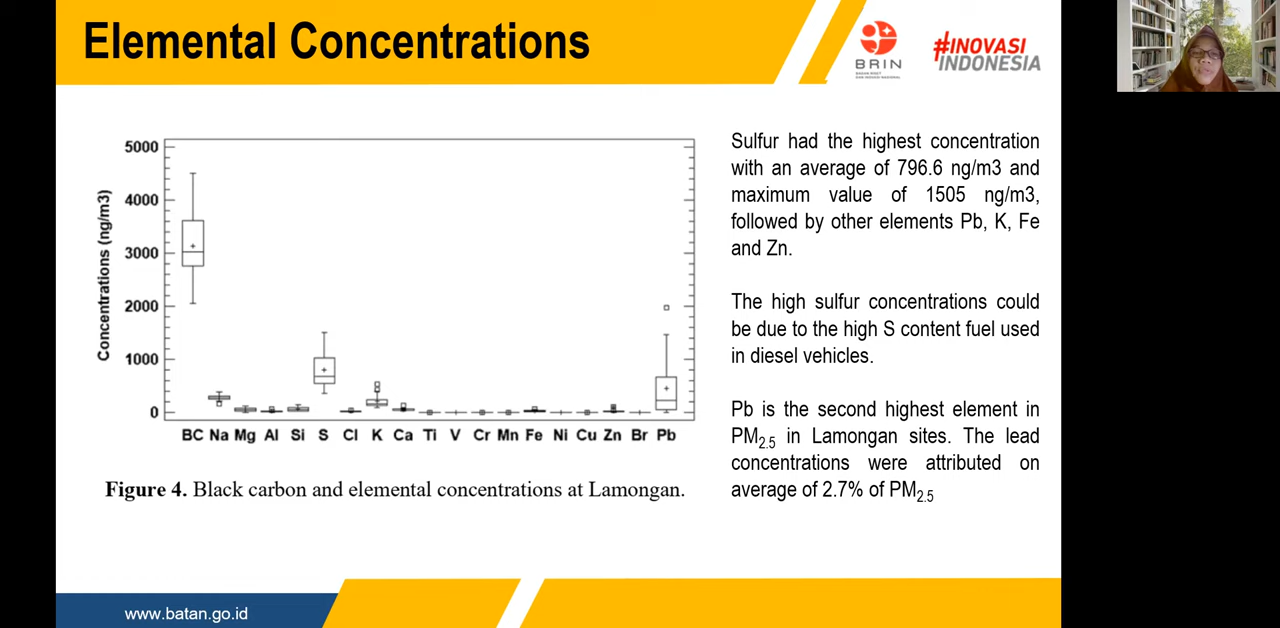 Elemental Concentrations
BRIN
#INOVASI
INDONESIA
5000
4000
3000
2000
1000
0
Concentrations (ng/m3)
BC Na Mg Al Si S Cl K Ca Ti V Cr Mn Fe Ni Cu Zn Br Pb
Figure 4. Black carbon and elemental concentrations at Lamongan.
Sulfur had the highest concentration
with an average of 796.6 ng/m3 and
maximum value of 1505 ng/m3,
followed by other elements Pb, K, Fe
and Zn.
The high sulfur concentrations could
be due to the high S content fuel used
in diesel vehicles.
Pb is the second highest element in
PM2.5 in Lamongan sites. The lead
concentrations were attributed on
average of 2.7% of PM2.5
www.batan.go.id